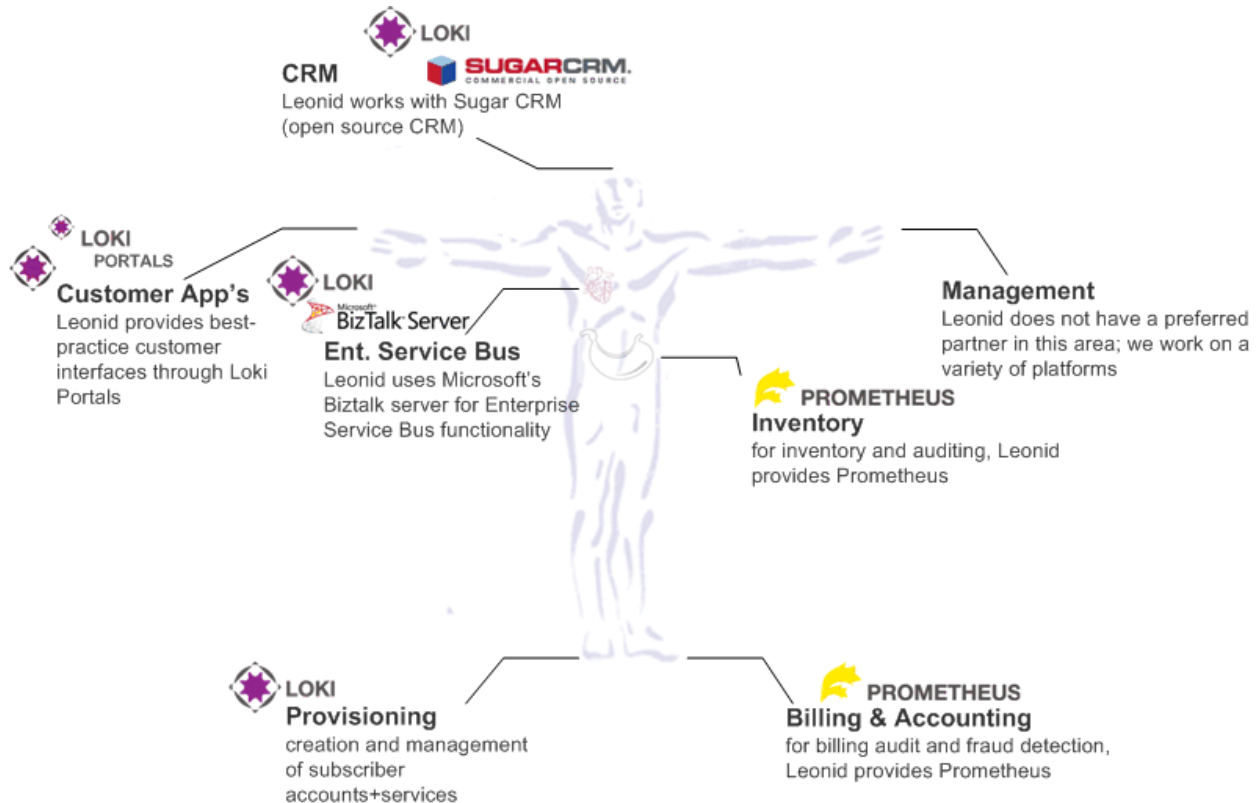 LOKI
SUGARCRM.
COMMERCIAL OPEN SOURCE
CRM
Leonid works with Sugar CRM
(open source CRM)
LOKI
PORTALS
Customer App's
Leonid provides best-
practice customer
interfaces through Loki
Portals
LOKI
Microsoft®
BizTalk Server
Ent. Service Bus
Leonid uses Microsoft's
Biztalk server for Enterprise
Service Bus functionality
Management
Leonid does not have a preferred
partner in this area; we work on a
variety of platforms
PROMETHEUS
Inventory
for inventory and auditing, Leonid
provides Prometheus
LOKI
Provisioning
creation and management
of subscriber
accounts+services
PROMETHEUS
Billing & Accounting
for billing audit and fraud detection,
Leonid provides Prometheus